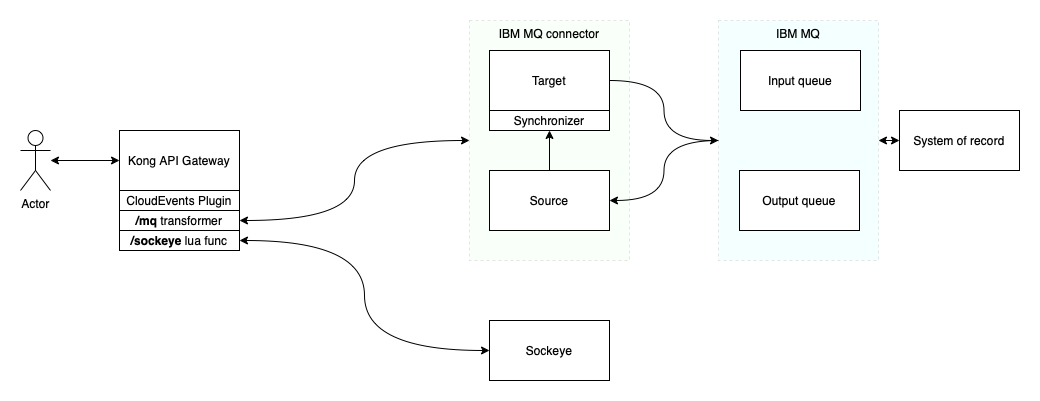 Actor
Kong API Gateway
CloudEvents Plugin
/mq transformer
/sockeye lua func
IBM MQ connector
Target
Synchronizer
Source
IBM MQ
Input queue
Output queue
System of record
Sockeye